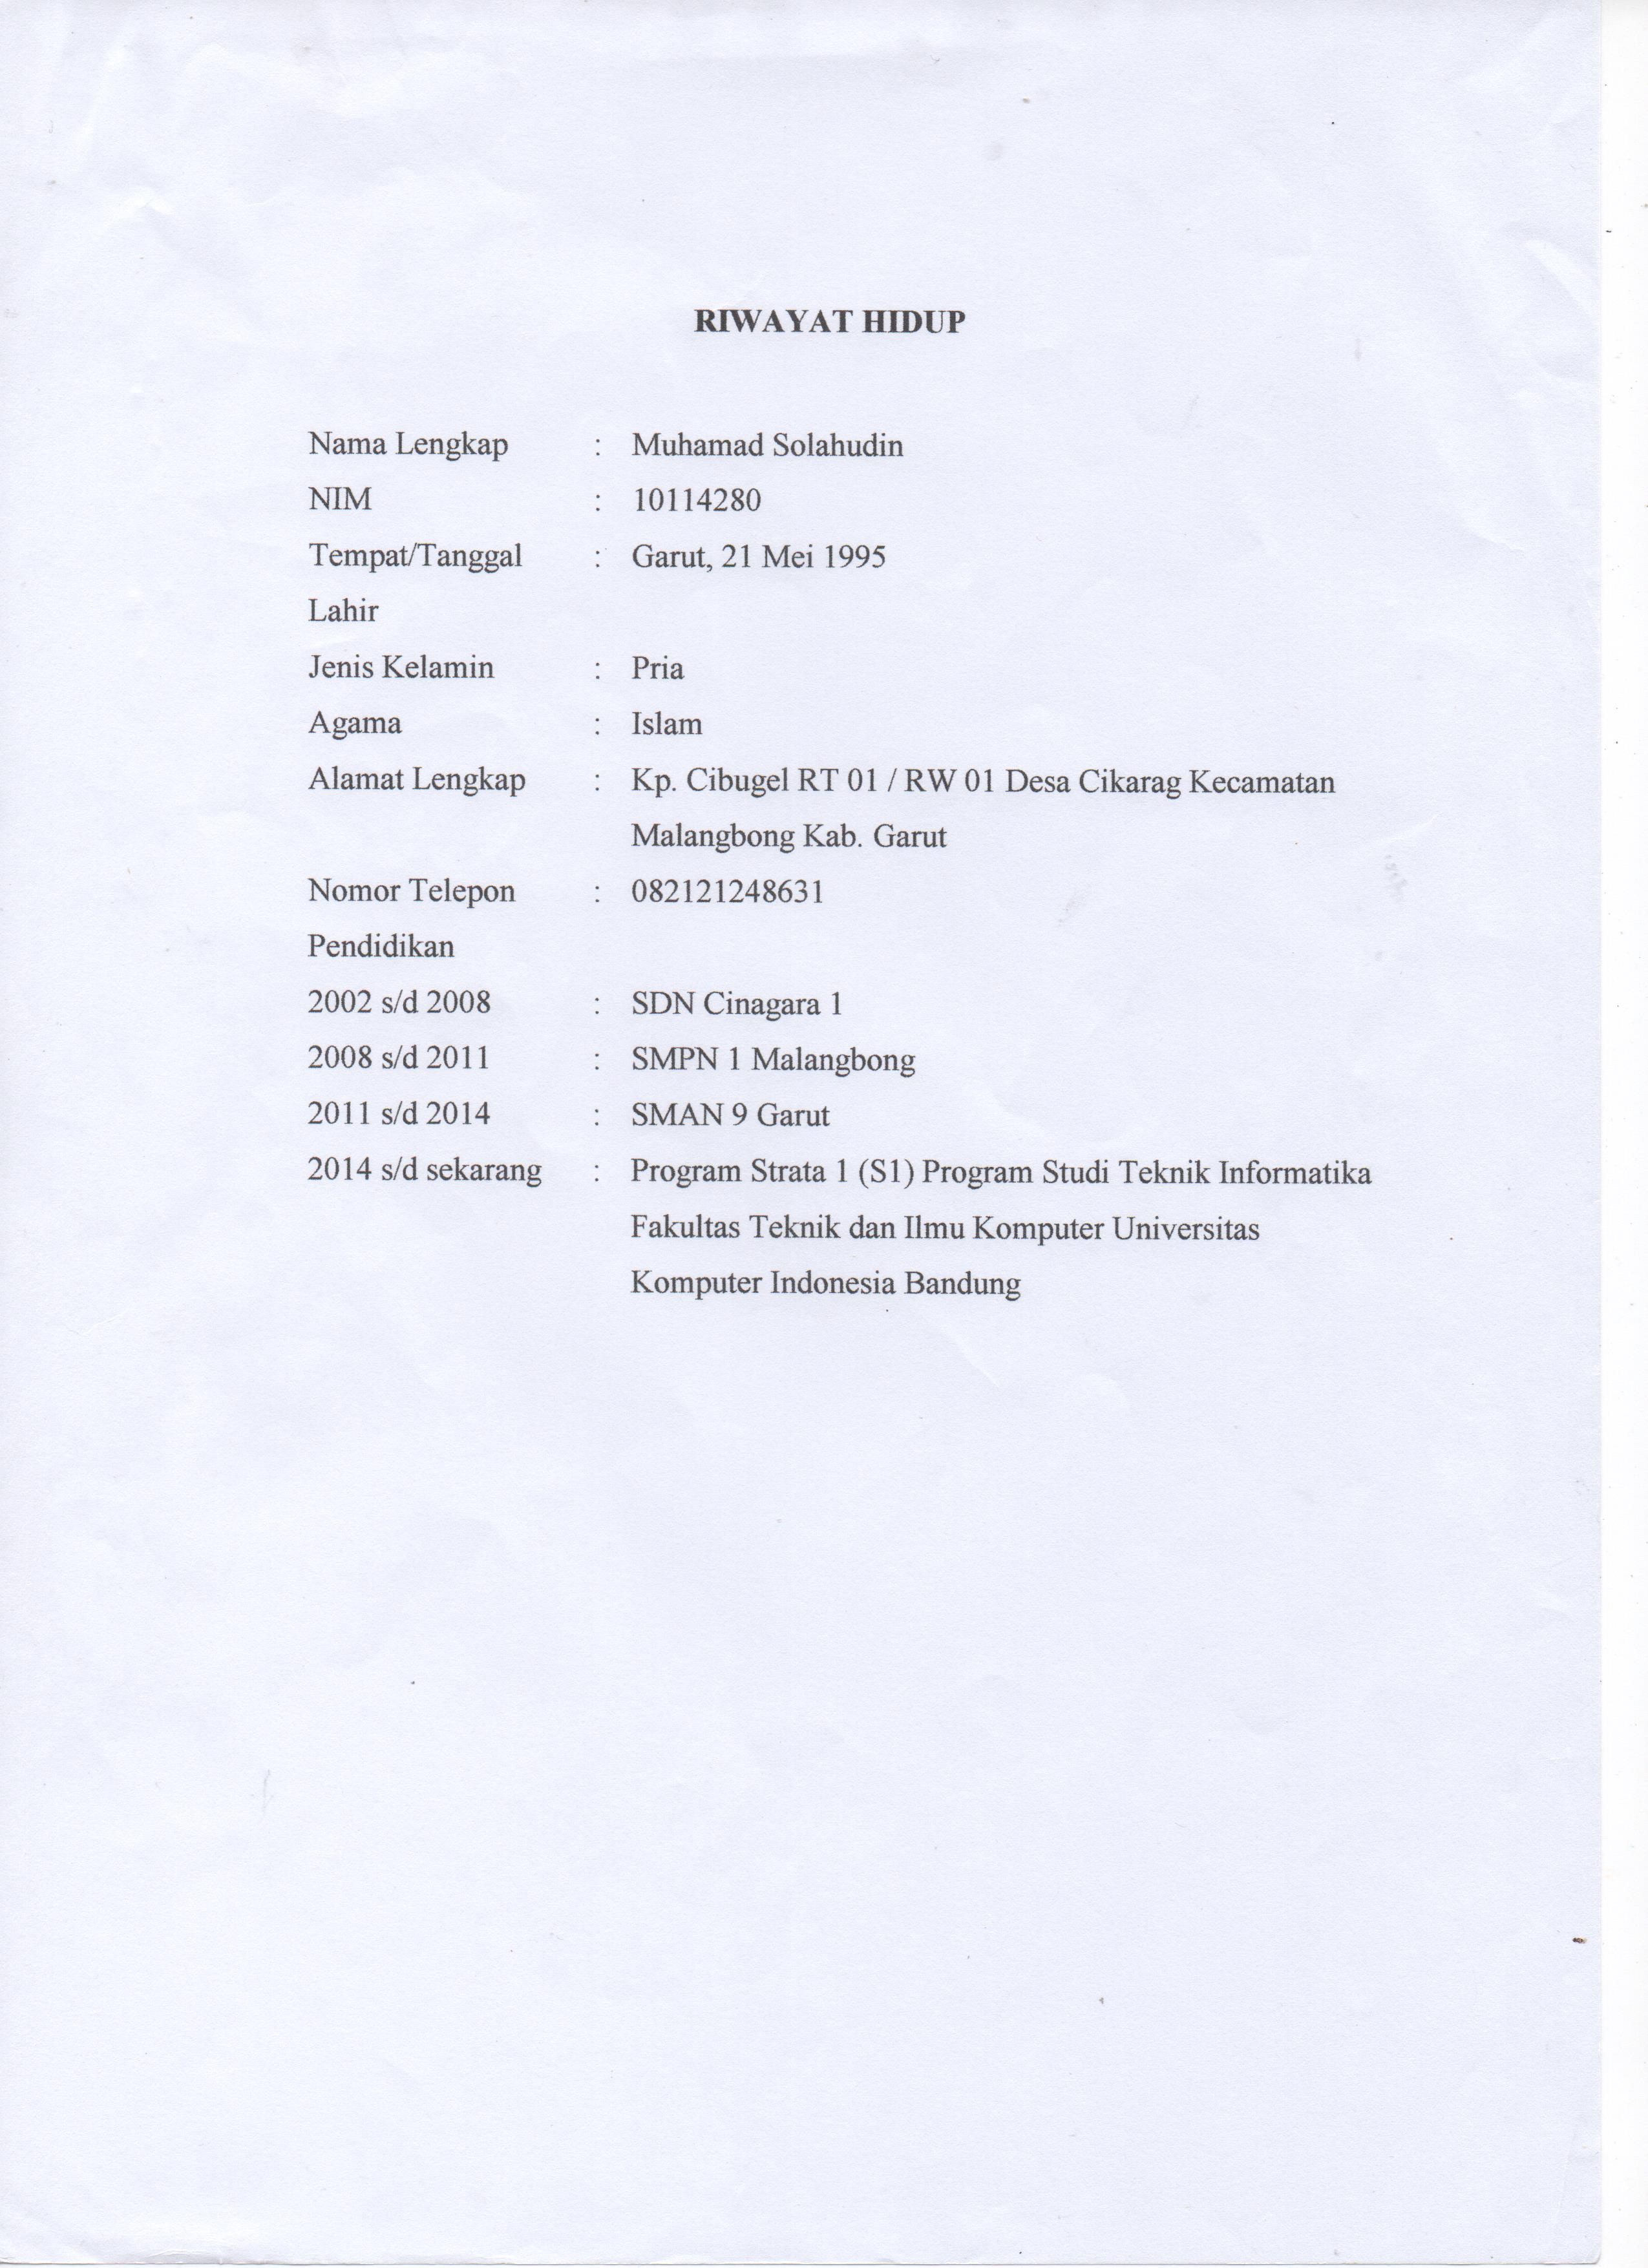 RIWAYAT HIDUP
Nama Lengkap : Muhamad Solahudin
NIM : 10114280
Tempat/Tanggal : Garut, 21 Mei 1995
Lahir
Jenis Kelamin : Pria
Agama : Islam
Alamat Lengkap : Kp. Cibugel RT 01 / RW 01 Desa Cikarag Kecamatan
Malangbong Kab. Garut
Nomor Telepon : 082121248631
Pendidikan
2002 s/d 2008 : SDN Cinagara 1
2008 s/d 2011 : SMPN 1 Malangbong
2011 s/d 2014 : SMAN 9 Garut
2014 s/d sekarang : Program Strata 1 (S1) Program Studi Teknik Informatika
Fakultas Teknik dan Ilmu Komputer Universitas
Komputer Indonesia Bandung